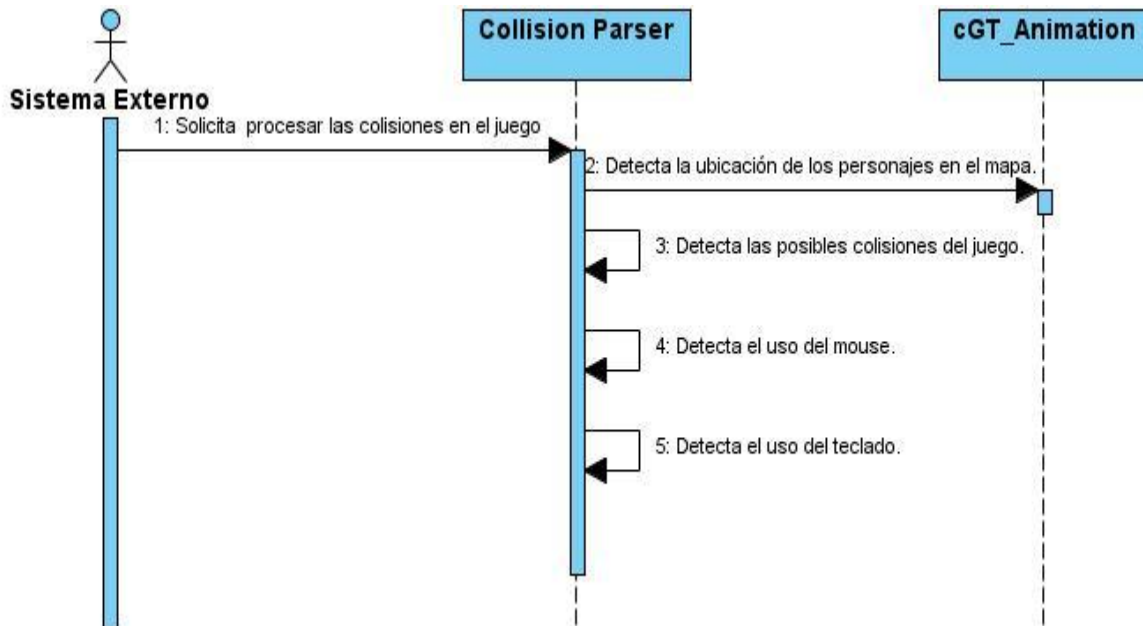 Collision Parser
cGT_Animation
Sistema Externo
1: Solicita procesar las colisiones en el juego
2: Detecta la ubicación de los personajes en el mapa.
3: Detecta las posibles colisiones del juego.
4: Detecta el uso del mouse.
5: Detecta el uso del teclado.